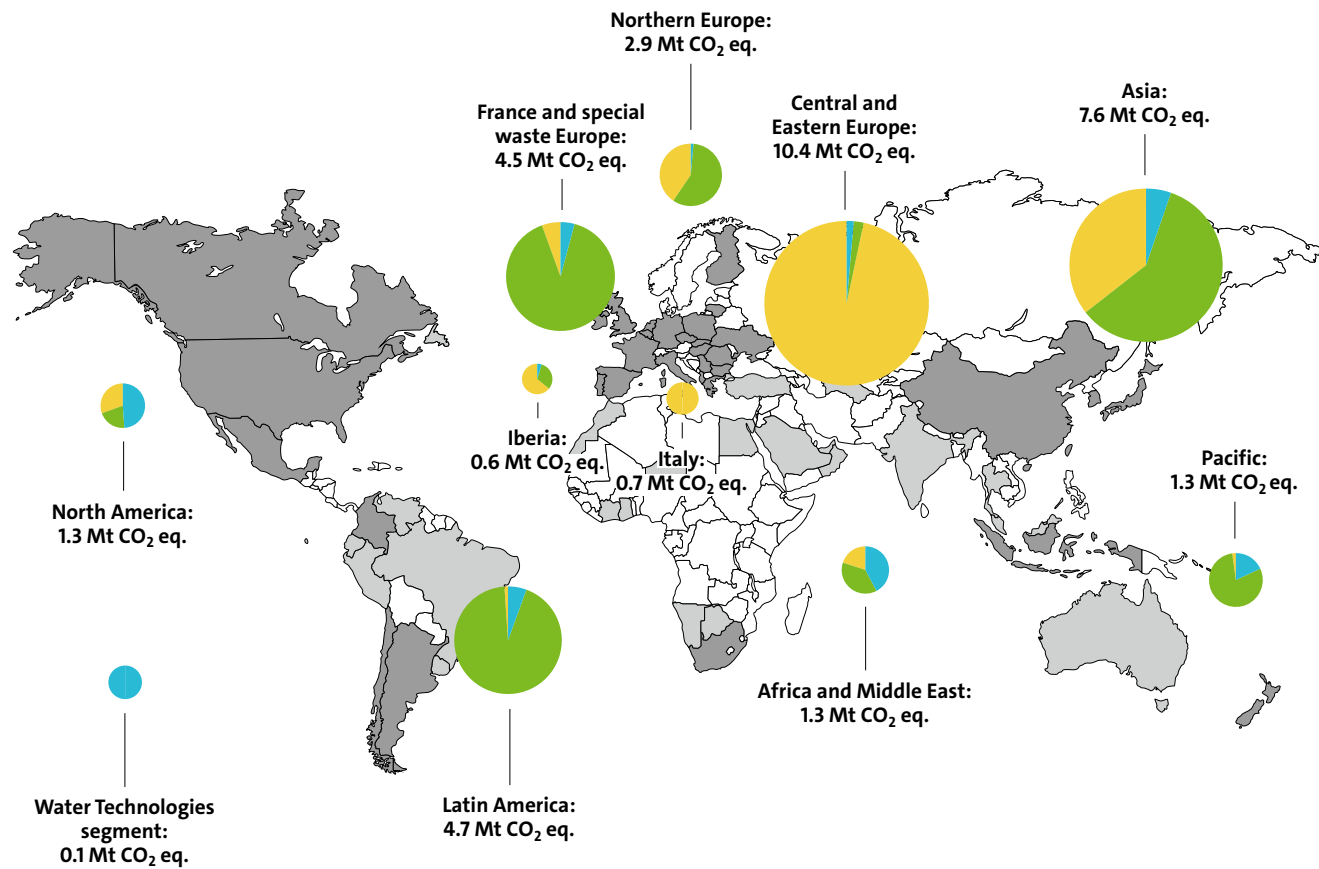 Northern Europe:
2.9 Mt CO₂ eq.
Central and
Eastern Europe:
10.4 Mt CO₂ eq.
Asia:
7.6 Mt CO₂ eq.
France and special
waste Europe:
4.5 Mt CO₂ eq.
Iberia:
0.6 Mt CO₂ eq.
Italy:
0.7 Mt CO₂ eq.
Pacific:
1.3 Mt CO₂ eq.
North America:
1.3 Mt CO₂ eq.
Africa and Middle East:
1.3 Mt CO₂ eq.
Water Technologies
segment:
0.1 Mt CO₂ eq.
Latin America:
4.7 Mt CO₂ eq.